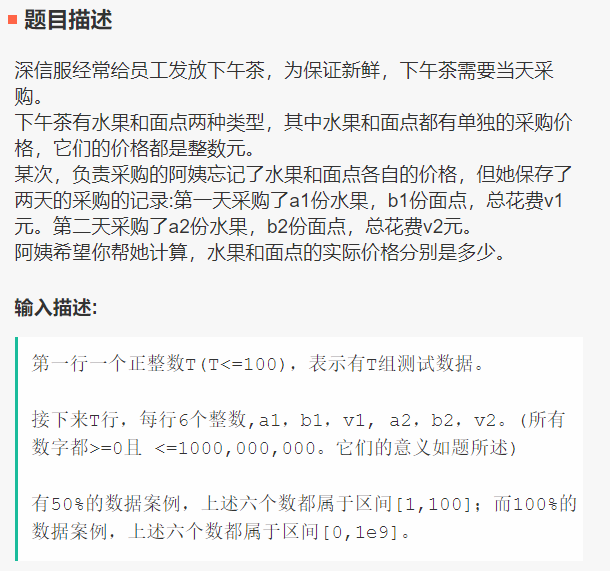 题目描述
深信服经常给员工发放下午茶，为保证新鲜，下午茶需要当天采
购。
下午茶有水果和面点两种类型，其中水果和面点都有单独的采购价
格，它们的价格都是整数元。
某次，负责采购的阿姨忘记了水果和面点各自的价格，但她保存了
两天的采购的记录:第一天采购了a1份水果，b1份面点，总花费v1
元。第二天采购了a2份水果，b2份面点，总花费v2元。
阿姨希望你帮她计算，水果和面点的实际价格分别是多少。
输入描述:
第一行一个正整数T(T<=100)，表示有T组测试数据。
接下来T行，每行6个整数,a1，b1，v1, a2，b2，v2。(所有
数字都>=0且 <=1000,000,000。它们的意义如题所述)
有50%的数据案例，上述六个数都属于区间[1,100]；而100%的
数据案例，上述六个数都属于区间[0,1e9]。